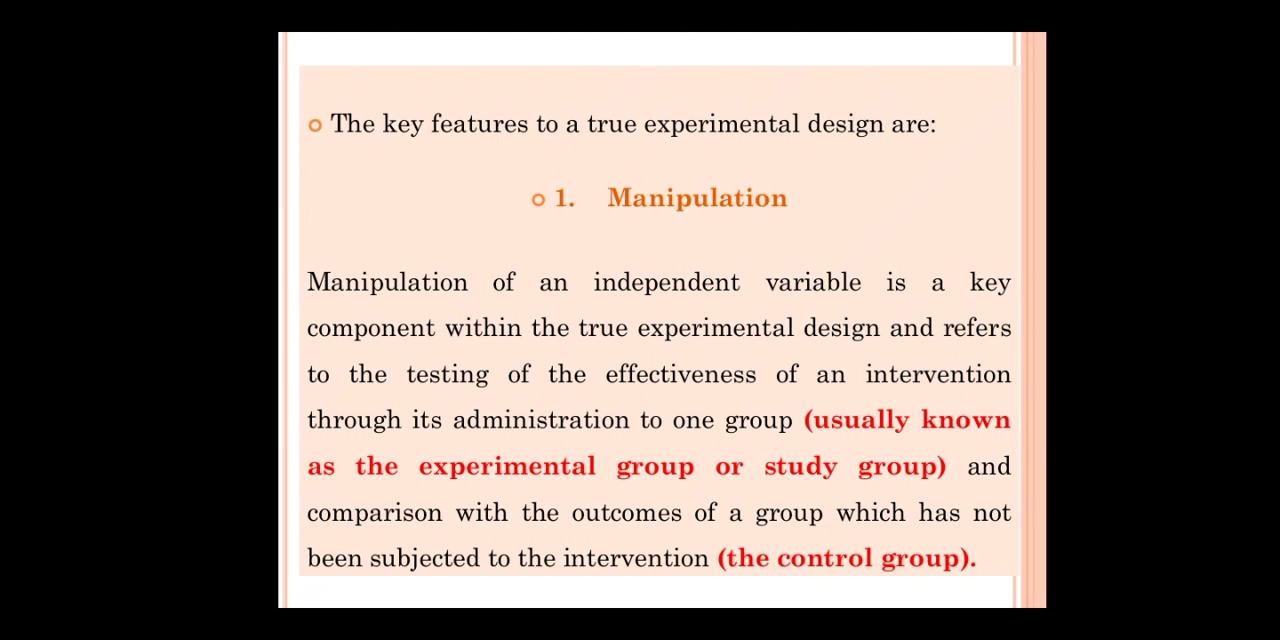 The key features to a true experimental design are:
1. Manipulation
Manipulation of an independent variable is a key
component within the true experimental design and refers
to the testing of the effectiveness of an intervention
through its administration to one group (usually known
as the experimental group or study group) and
comparison with the outcomes of a group which has not
been subjected to the intervention (the control group).